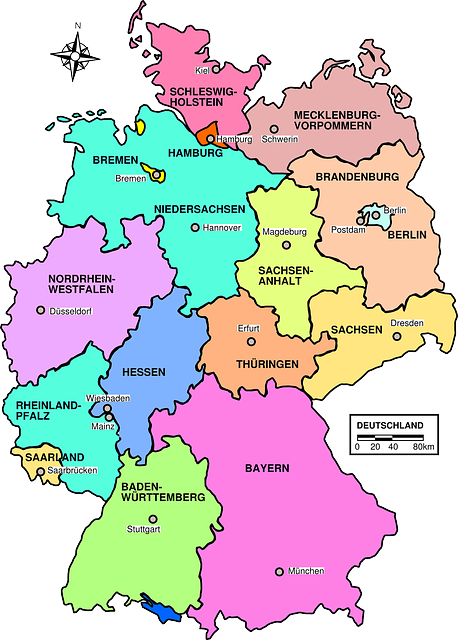 N
Kiel
SCHLESWIG-
HOLSTEIN
MECKLENBURG-
VORPOMMERN
Schwerin
Hamburg
HAMBURG
BREMEN
Bremen
BRANDENBURG
NIEDERSACHSEN
Hannover
Magdeburg
Berlin
Postdam
BERLIN
SACHSEN-
ANHALT
NORDRHEIN-
WESTFALEN
Düsseldorf
Erfurt
THÜRINGEN
SACHSEN
Dresden
HESSEN
Wiesbaden
Mainz
RHEINLAND-
PFALZ
SAARLAND
Saarbrücken
BADEN-
WÜRTTEMBERG
Stuttgart
BAYERN
München
DEUTSCHLAND
0 20 40 80km